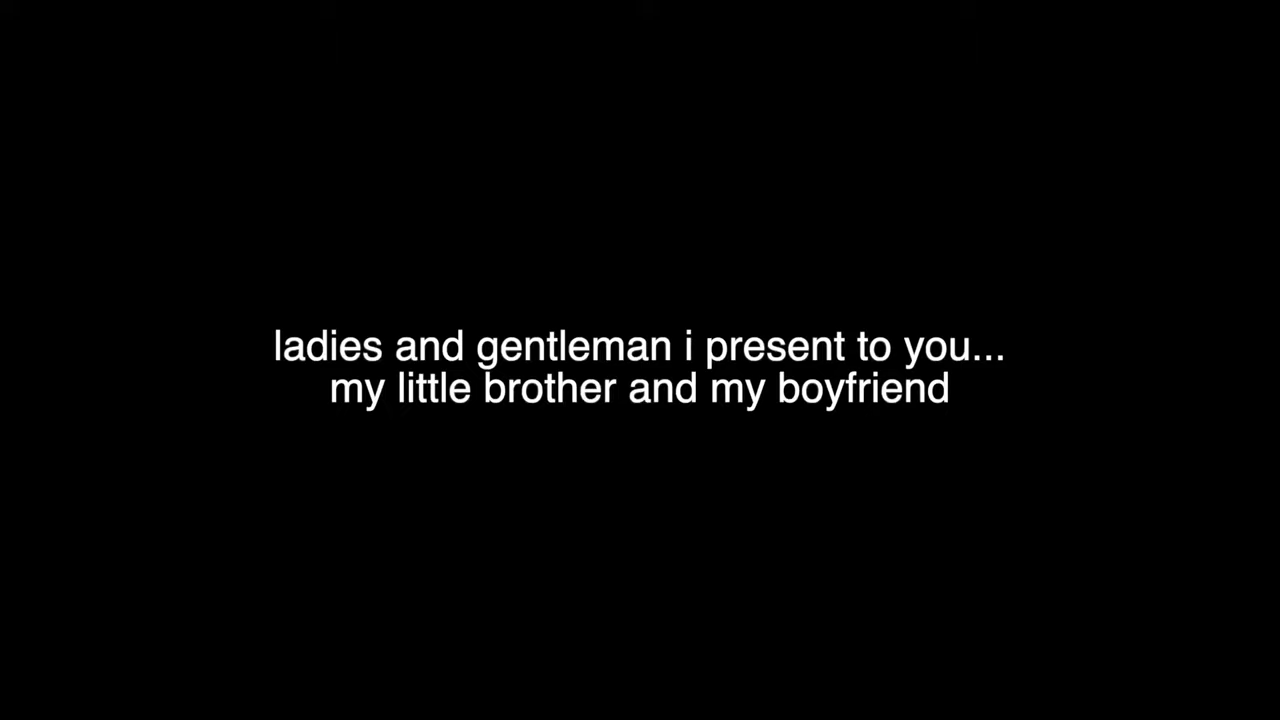 ladies and gentleman i present to you...
my little brother and my boyfriend